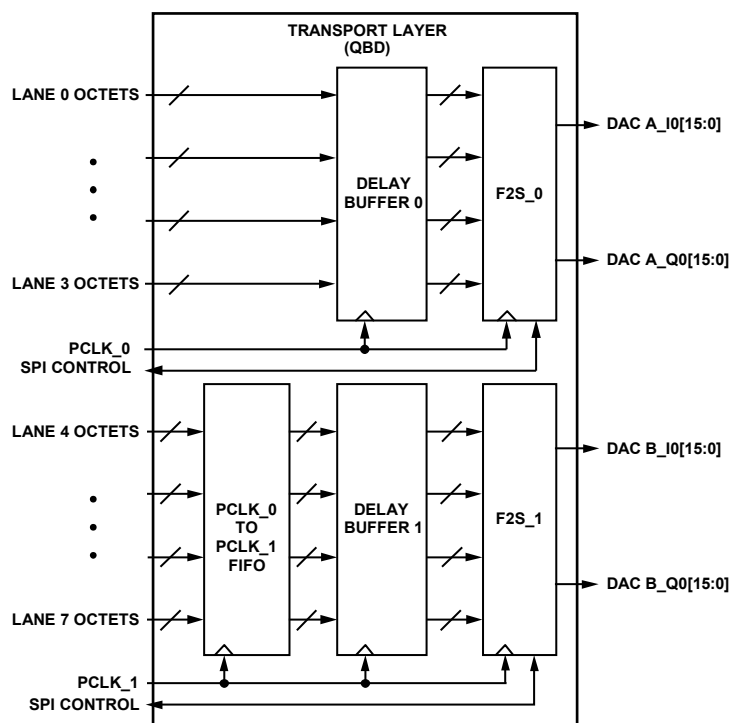 TRANSPORT LAYER
(QBD)
LANE 0 OCTETS
DELAY
BUFFER 0
F2S_0
DAC A_I0[15:0]
DAC A_Q0[15:0]
LANE 3 OCTETS
PCLK_0
SPI CONTROL
LANE 4 OCTETS
PCLK_0
TO
PCLK_1
FIFO
DELAY
BUFFER 1
F2S_1
DAC B_I0[15:0]
DAC B_Q0[15:0]
LANE 7 OCTETS
PCLK_1
SPI CONTROL